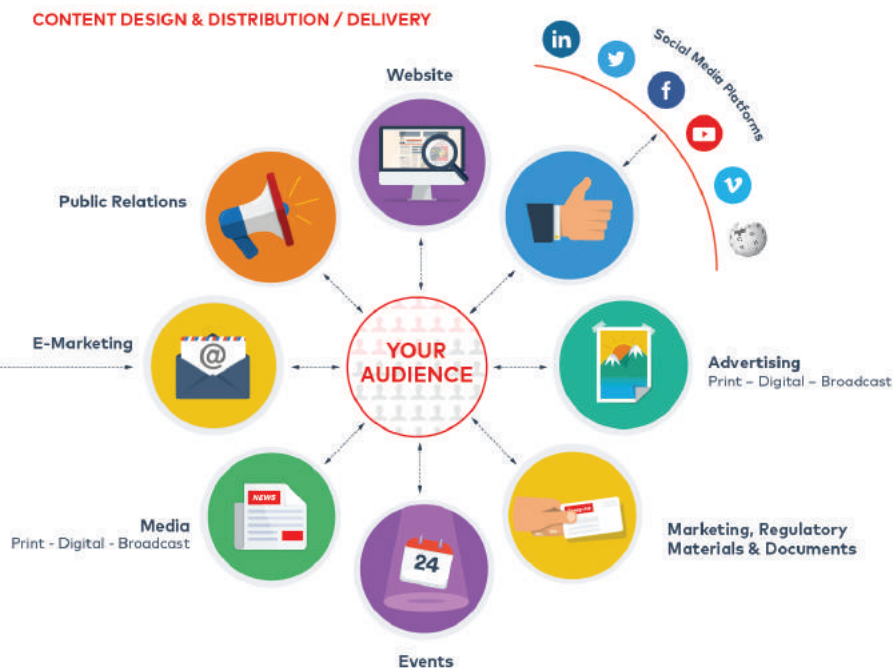 CONTENT DESIGN & DISTRIBUTION / DELIVERY
in
f
v
Social Media Platforms
Website
Public Relations
E-Marketing
@
YOUR
AUDIENCE
Advertising
Print – Digital – Broadcast
NEWS
Media
Print - Digital - Broadcast
24
Marketing, Regulatory
Materials & Documents
Events